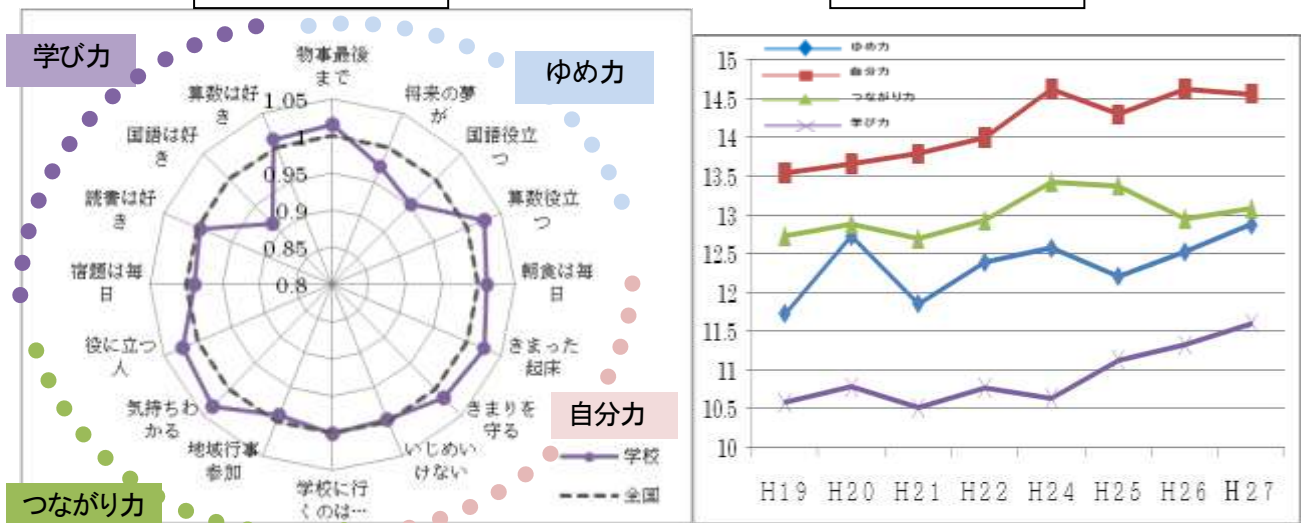 学び力
ゆめ力
自分力
つながり力
物事最後
まで
将来の夢
が
国語役立
つ
算数役立
つ
朝食は毎
日
きまった
起床
きまりを
守る
いじめい
けない
学校に行
くのは…
地域行事
参加
気持ちわ
かる
役に立つ
人
宿題は毎
日
読書は好
き
国語は好
き
算数は好
き
1.05
1
0.95
0.9
0.85
0.8
学校
全国
ゆめ力
自分力
つながり力
学び力
15
14.5
14
13.5
13
12.5
12
11.5
11
10.5
10
H19 H20 H21 H22 H24 H25 H26 H27